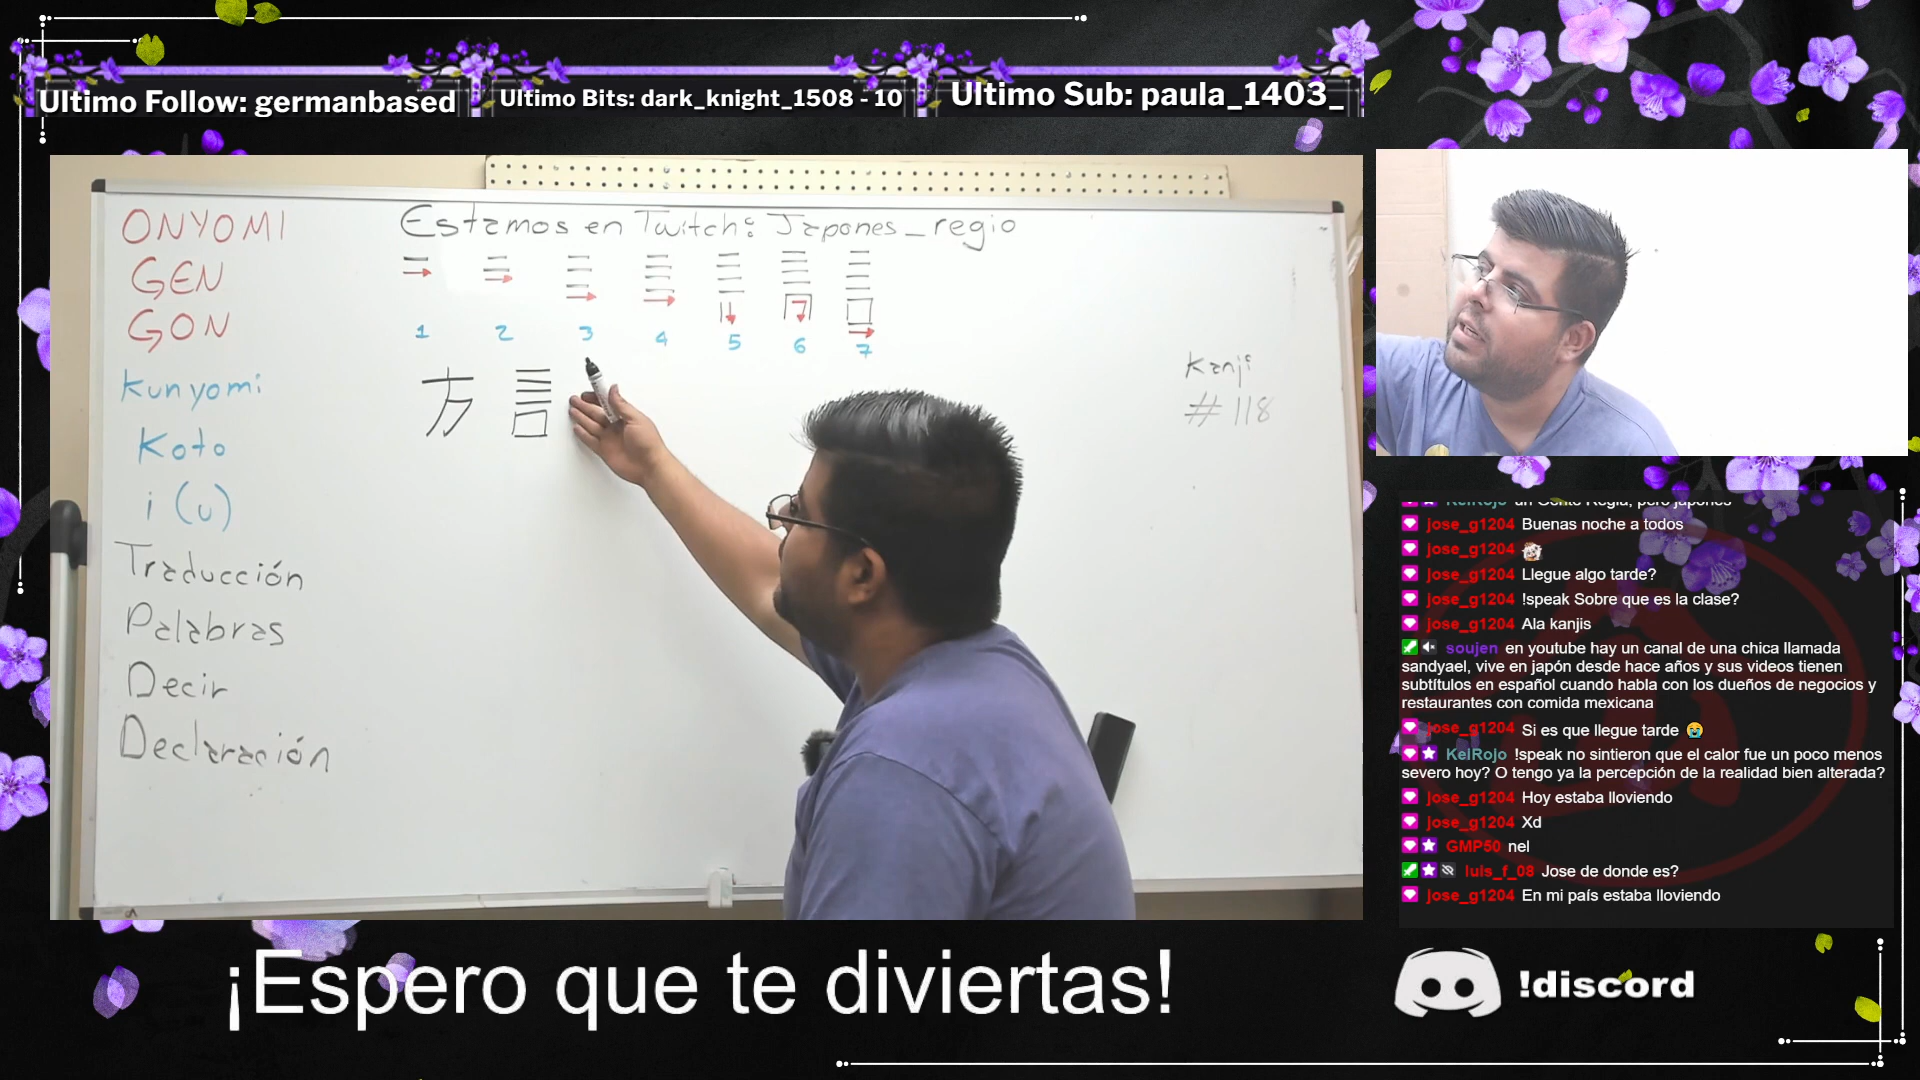 Ultimo Follow: germanbased
Ultimo Bits: dark_knight_1508 - 10
Ultimo Sub: paula_1403_
Estamos en Twitch: Japones_regio
ONYOMI
GEN
GON
Kunyomi
Koto
i (u)
Traducción
Palabras
Decir
Declaración
1 2 3 4 5 6 7
方 言
Kanji
#118
KelRojo un Gente Regia, pero japones
jose_g1204 Buenas noche a todos
jose_g1204
jose_g1204 Llegue algo tarde?
jose_g1204 !speak Sobre que es la clase?
jose_g1204 Ala kanjis
soujen en youtube hay un canal de una chica llamada
sandyael, vive en japón desde hace años y sus videos tienen
subtítulos en español cuando habla con los dueños de negocios y
restaurantes con comida mexicana
jose_g1204 Si es que llegue tarde 😭
KelRojo !speak no sintieron que el calor fue un poco menos
severo hoy? O tengo ya la percepción de la realidad bien alterada?
jose_g1204 Hoy estaba lloviendo
jose_g1204 Xd
GMP50 nel
luis_f_08 Jose de donde es?
jose_g1204 En mi país estaba lloviendo
¡Espero que te diviertas!
!discord